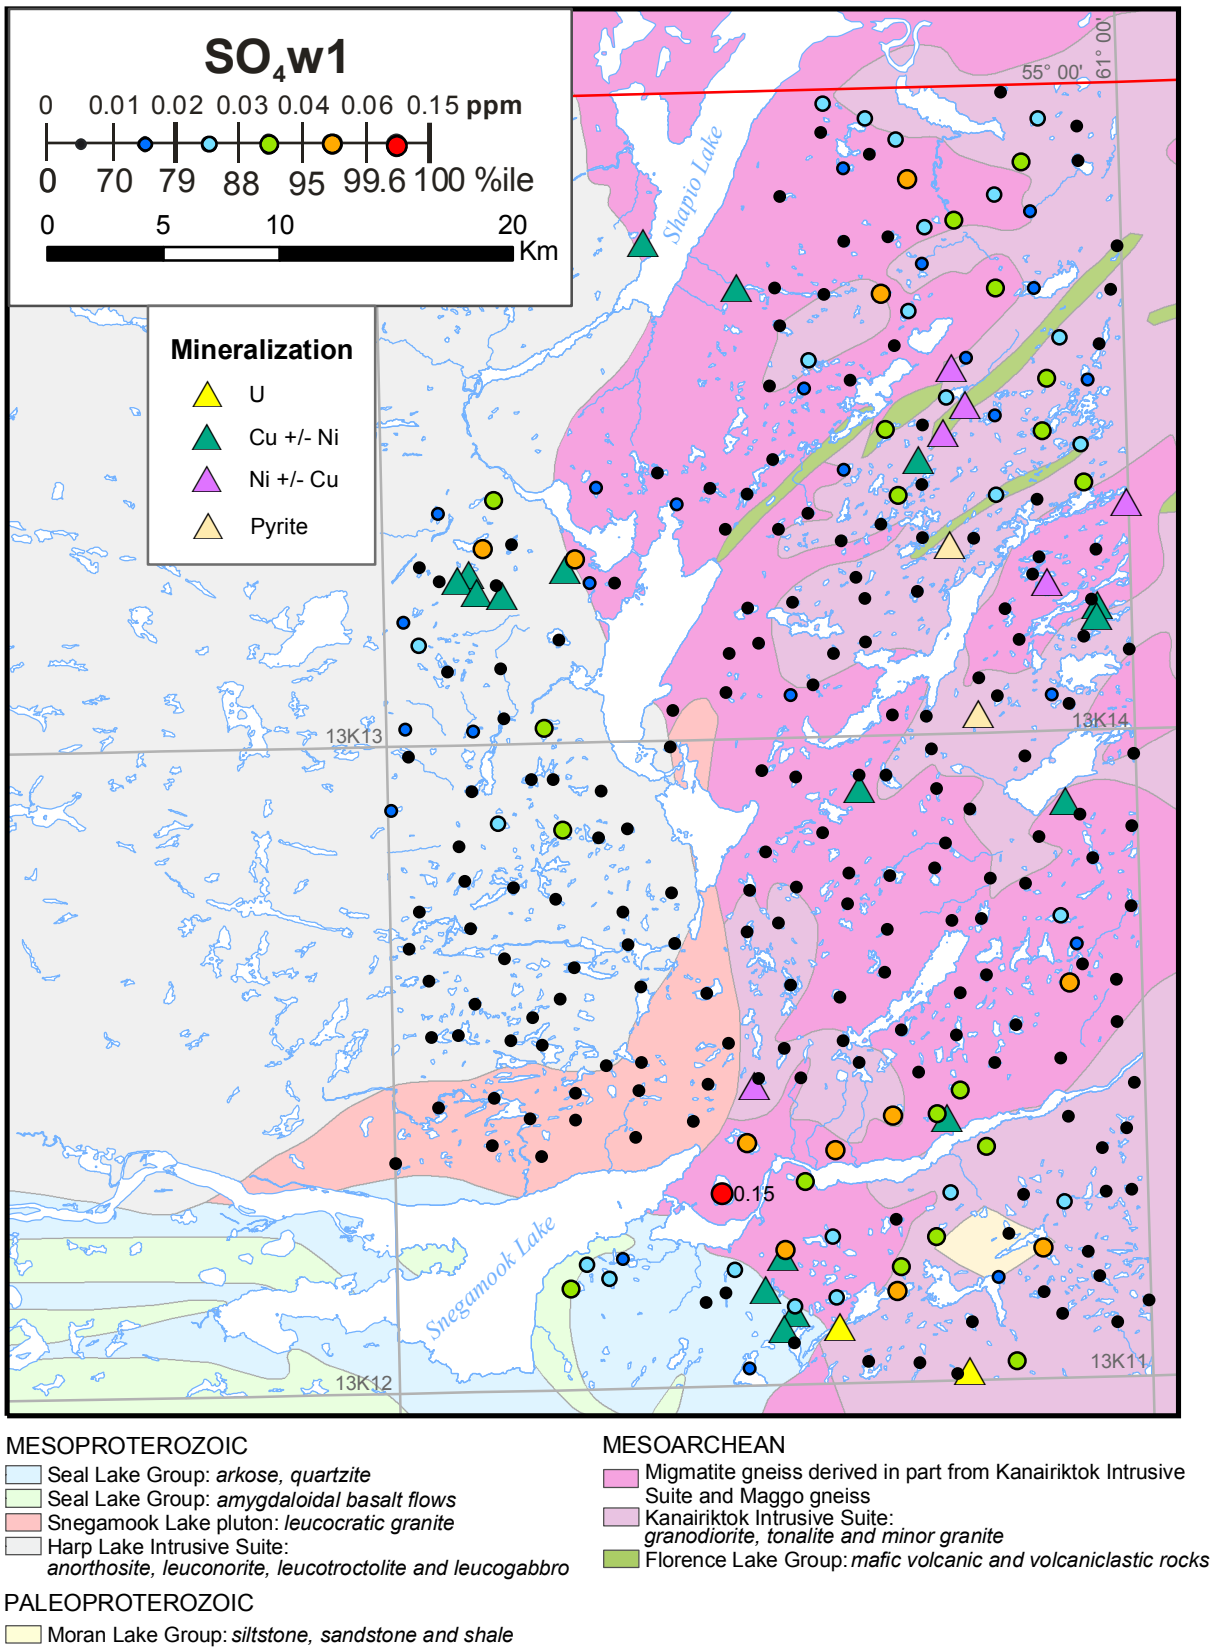 SO4w1
0 0.01 0.02 0.03 0.04 0.06 0.15 ppm
0 70 79 88 95 99.6 100 %ile
0 5 10 20
Km
Mineralization
U
Cu +/- Ni
Ni +/- Cu
Pyrite
55° 00'
61° 00'
Shapio Lake
13K13
13K14
0.15
Snegamook Lake
13K12
13K11
MESOPROTEROZOIC
Seal Lake Group: arkose, quartzite
Seal Lake Group: amygdaloidal basalt flows
Snegamook Lake pluton: leucocratic granite
Harp Lake Intrusive Suite:
anorthosite, leuconorite, leucotroctolite and leucogabbro
PALEOPROTEROZOIC
Moran Lake Group: siltstone, sandstone and shale
MESOARCHEAN
Migmatite gneiss derived in part from Kanairiktok Intrusive
Suite and Maggo gneiss
Kanairiktok Intrusive Suite:
granodiorite, tonalite and minor granite
Florence Lake Group: mafic volcanic and volcaniclastic rocks